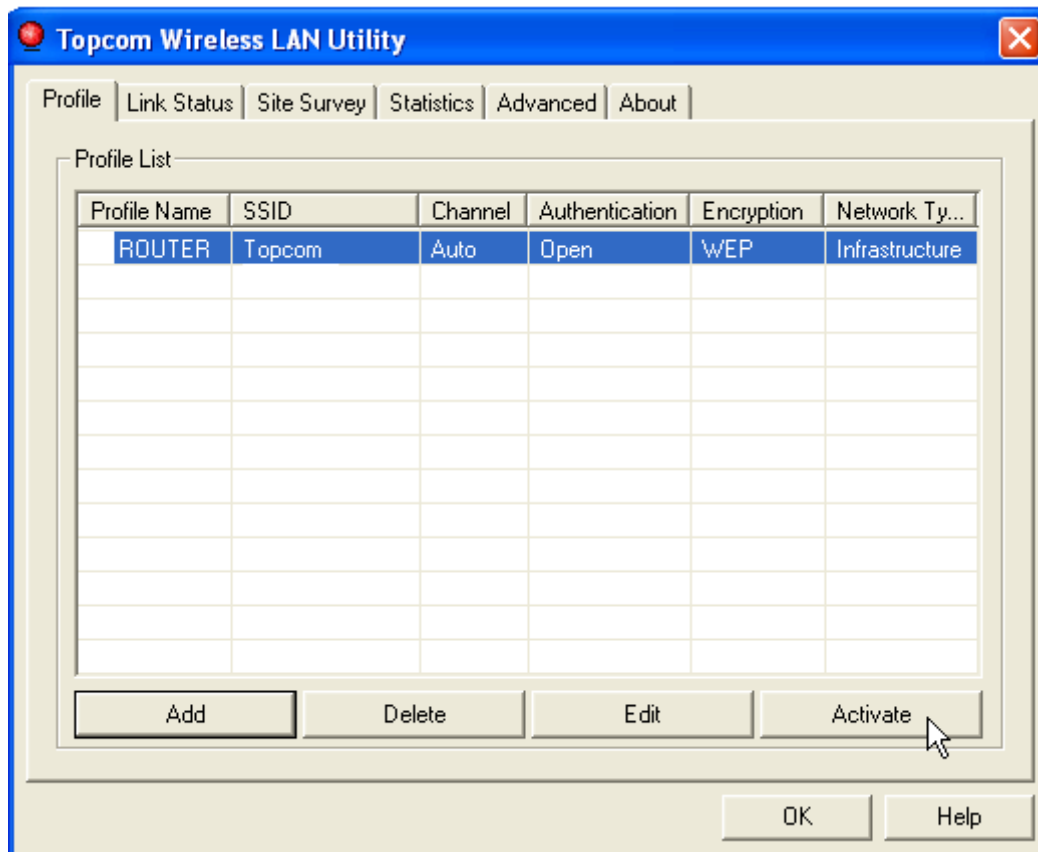 Topcom Wireless LAN Utility
Profile Link Status Site Survey Statistics Advanced About
Profile List
Profile Name SSID Channel Authentication Encryption Network Ty...
ROUTER Topcom Auto Open WEP Infrastructure
Add Delete Edit Activate
OK Help